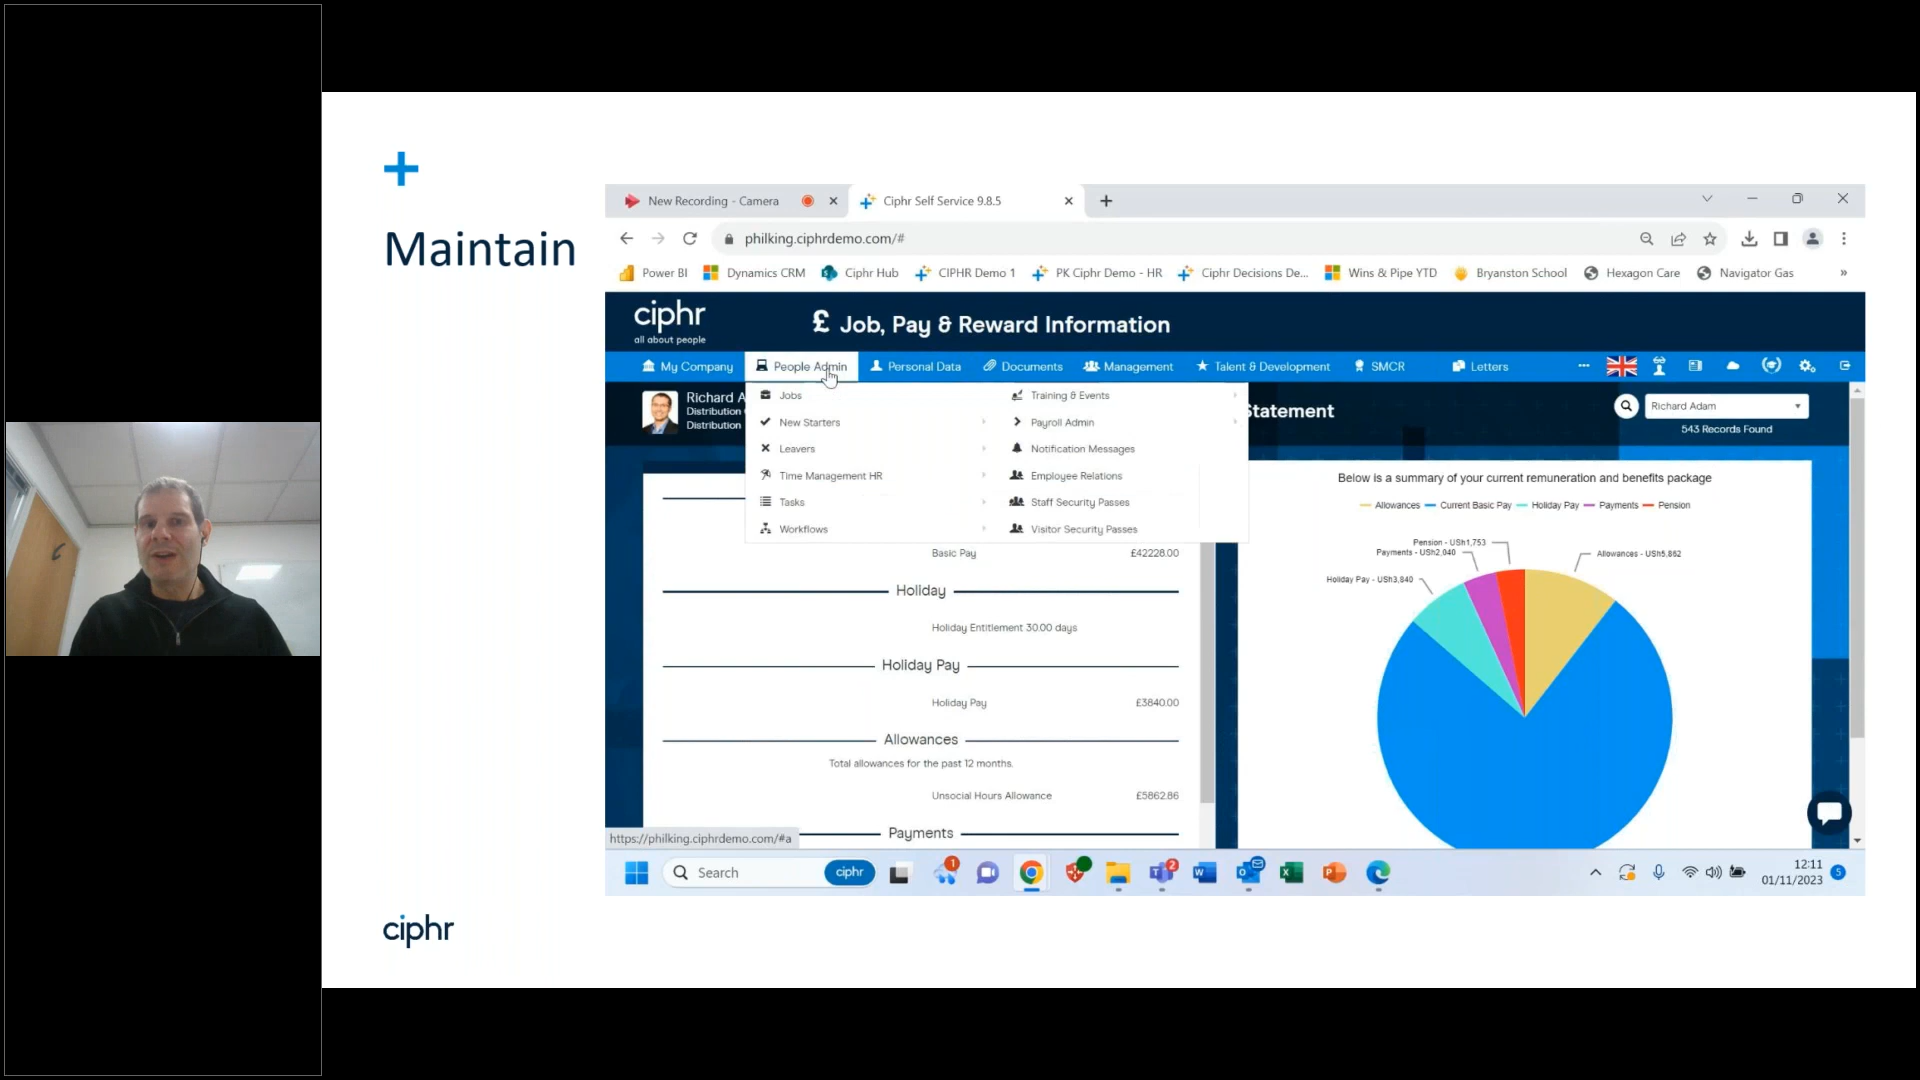 Maintain
New Recording - Camera
Ciphr Self Service 9.8.5
philking.ciphrdemo.com/#
Power BI
Dynamics CRM
Ciphr Hub
CIPHR Demo 1
PK Ciphr Demo - HR
Ciphr Decisions De...
Wins & Pipe YTD
Bryanston School
Hexagon Care
Navigator Gas
»
ciphr
all about people
£ Job, Pay & Reward Information
My Company
People Admin
Personal Data
Documents
Management
Talent & Development
SMCR
Letters
Richard A
Distribution
Distribution
Jobs
New Starters
Leavers
Time Management HR
Tasks
Workflows
Training & Events
Payroll Admin
Notification Messages
Employee Relations
Staff Security Passes
Visitor Security Passes
Statement
Richard Adam
543 Records Found
Basic Pay £42228.00
Holiday
Holiday Entitlement 30.00 days
Holiday Pay
Holiday Pay £3840.00
Allowances
Total allowances for the past 12 months.
Unsocial Hours Allowance £5862.86
Payments
Below is a summary of your current remuneration and benefits package
Allowances Current Basic Pay Holiday Pay Payments Pension
Pension - USh1,753
Payments - USh2,040
Allowances - USh5,862
Holiday Pay - USh3,840
https://philking.ciphrdemo.com/#a
Search
ciphr
1
2
12:11
01/11/2023
5
ciphr